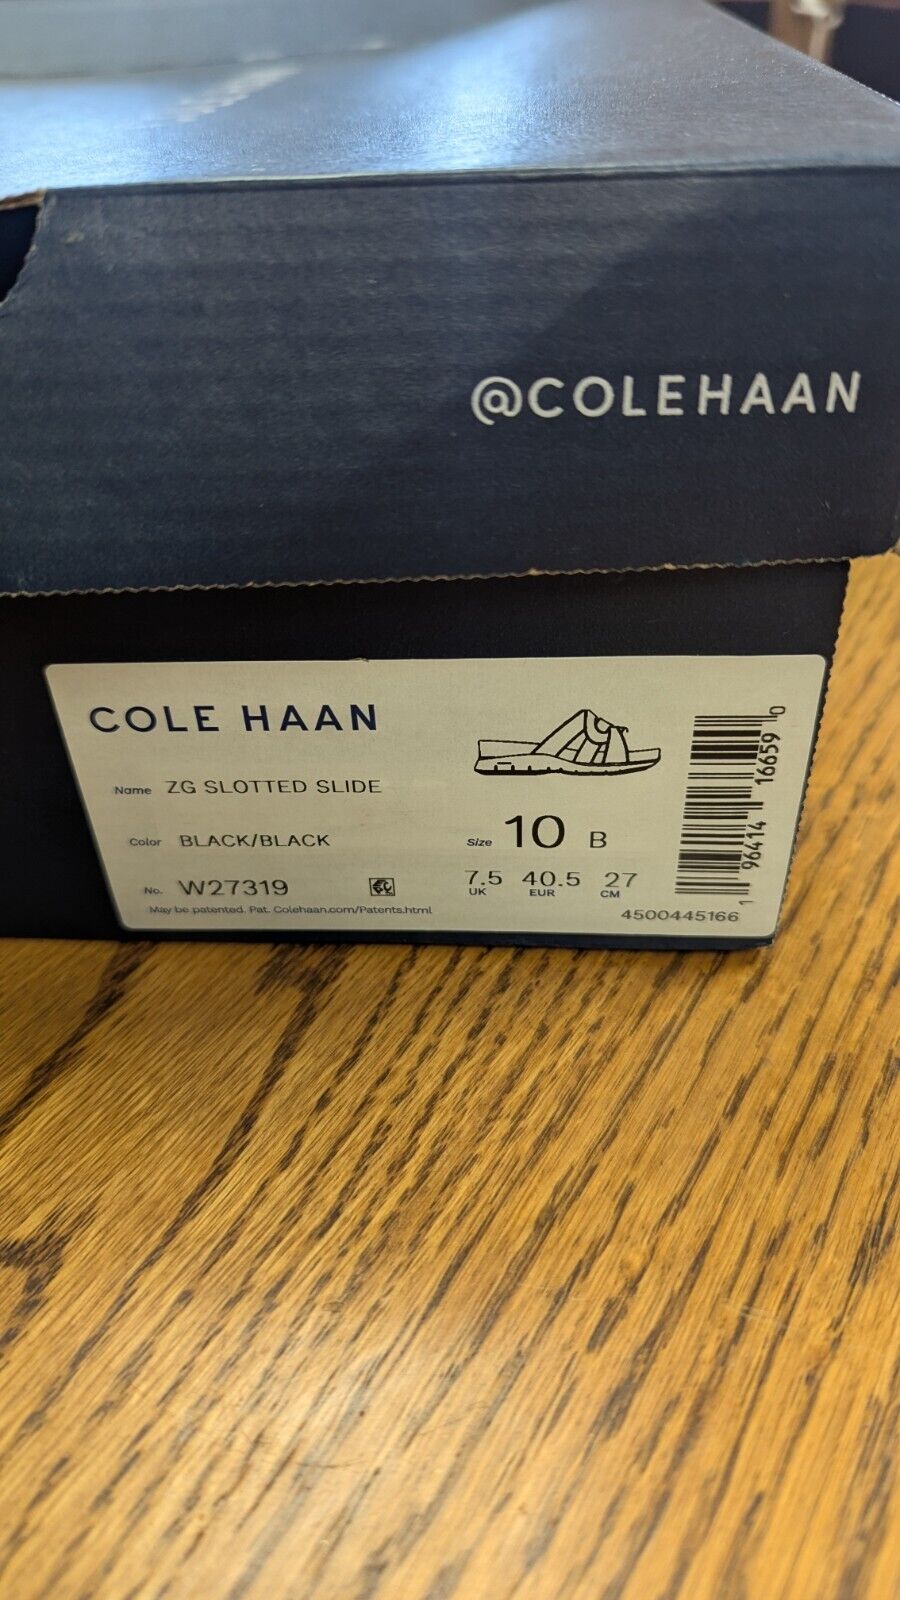 @COLEHAAN
COLE HAAN
Name ZG SLOTTED SLIDE
Color BLACK/BLACK
Size 10 B
No. W27319
7.5 40.5 27
UK EUR CM
May be patented. Pat. Colehaan.com/Patents.html
4500445166
1 96414 16659 0